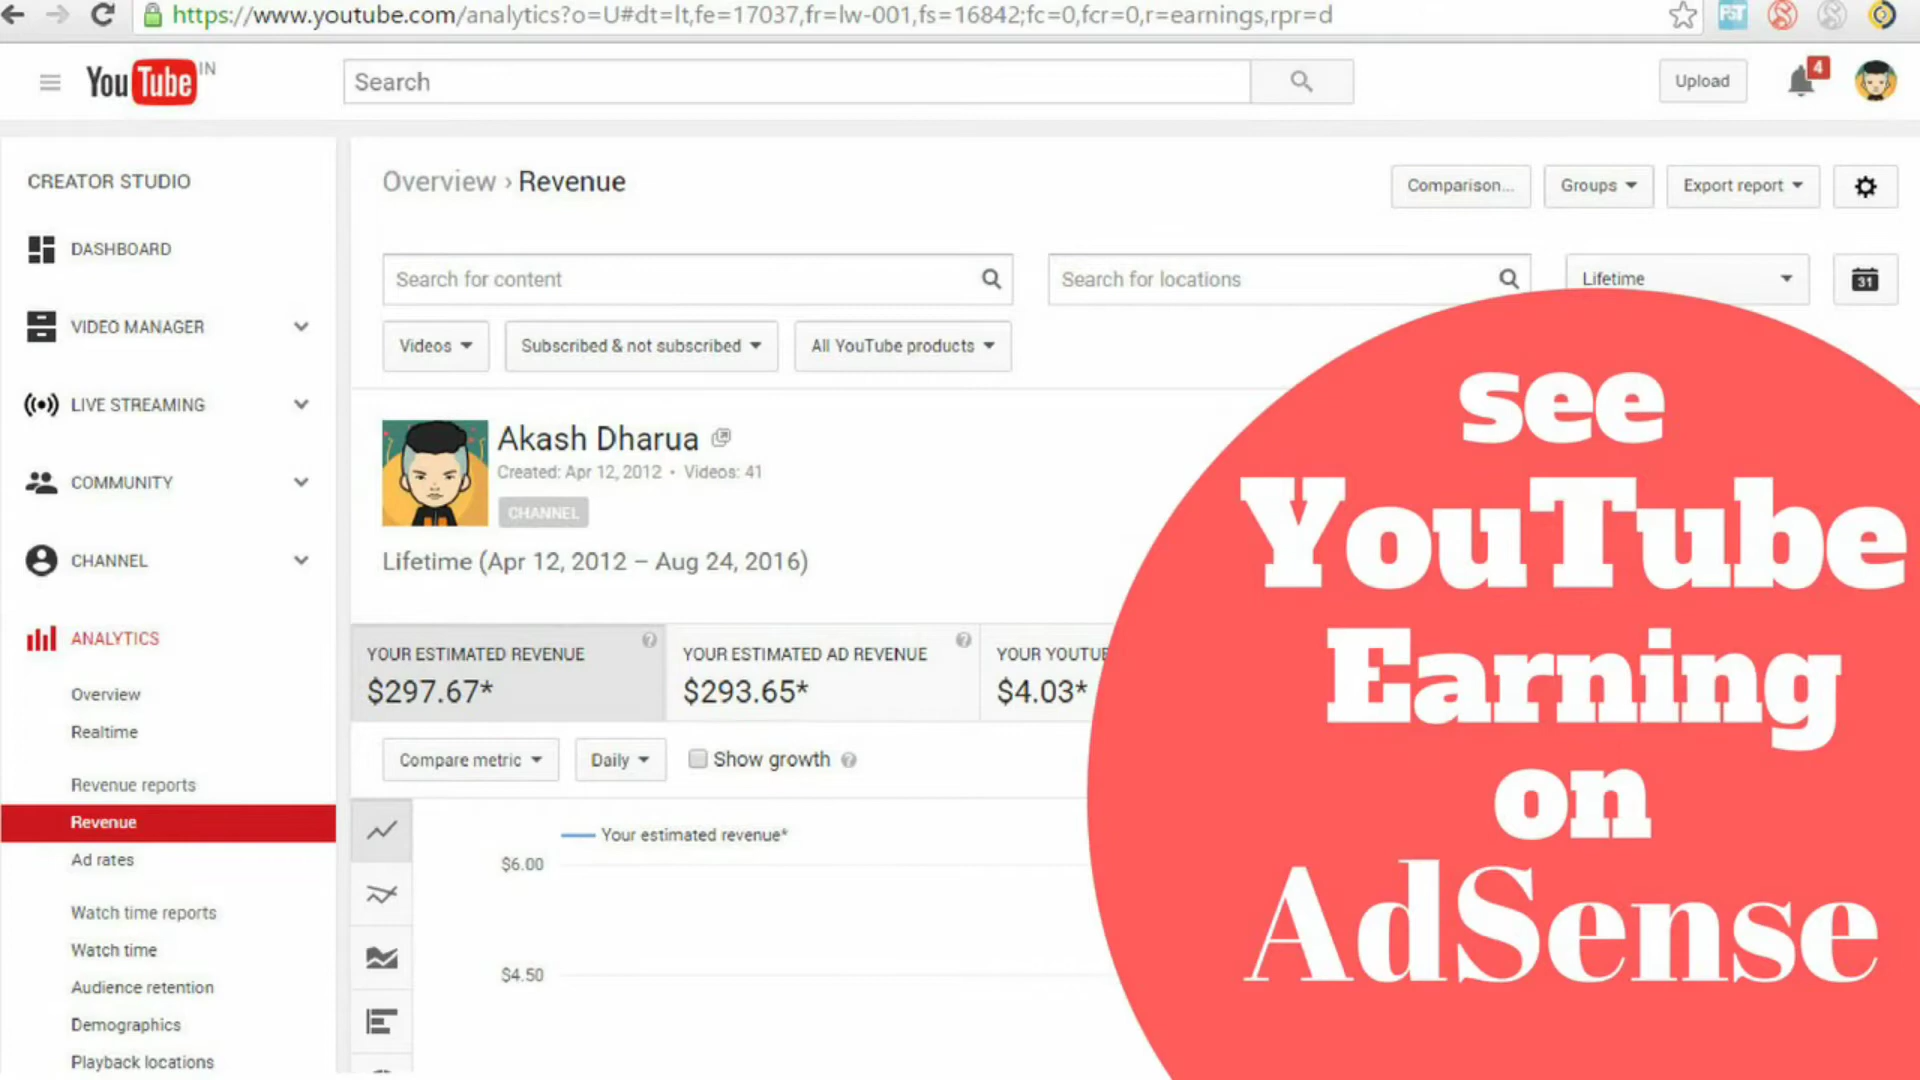 https://www.youtube.com/analytics?o=U#dt=lt,fe=17037,fr=lw-001,fs=16842;fc=0,fcr=0,r=earnings,rpr=d
PST
YouTube IN
Search
Upload
4
CREATOR STUDIO
DASHBOARD
VIDEO MANAGER
LIVE STREAMING
COMMUNITY
CHANNEL
ANALYTICS
Overview
Realtime
Revenue reports
Revenue
Ad rates
Watch time reports
Watch time
Audience retention
Demographics
Playback locations
Overview › Revenue
Comparison...
Groups
Export report
Search for content
Search for locations
Lifetime
31
Videos
Subscribed & not subscribed
All YouTube products
Akash Dharua
Created: Apr 12, 2012 • Videos: 41
CHANNEL
Lifetime (Apr 12, 2012 – Aug 24, 2016)
YOUR ESTIMATED REVENUE
$297.67*
YOUR ESTIMATED AD REVENUE
$293.65*
YOUR YOUTU
$4.03*
Compare metric
Daily
Show growth
Your estimated revenue*
$6.00
$4.50
see
YouTube
Earning
on
AdSense